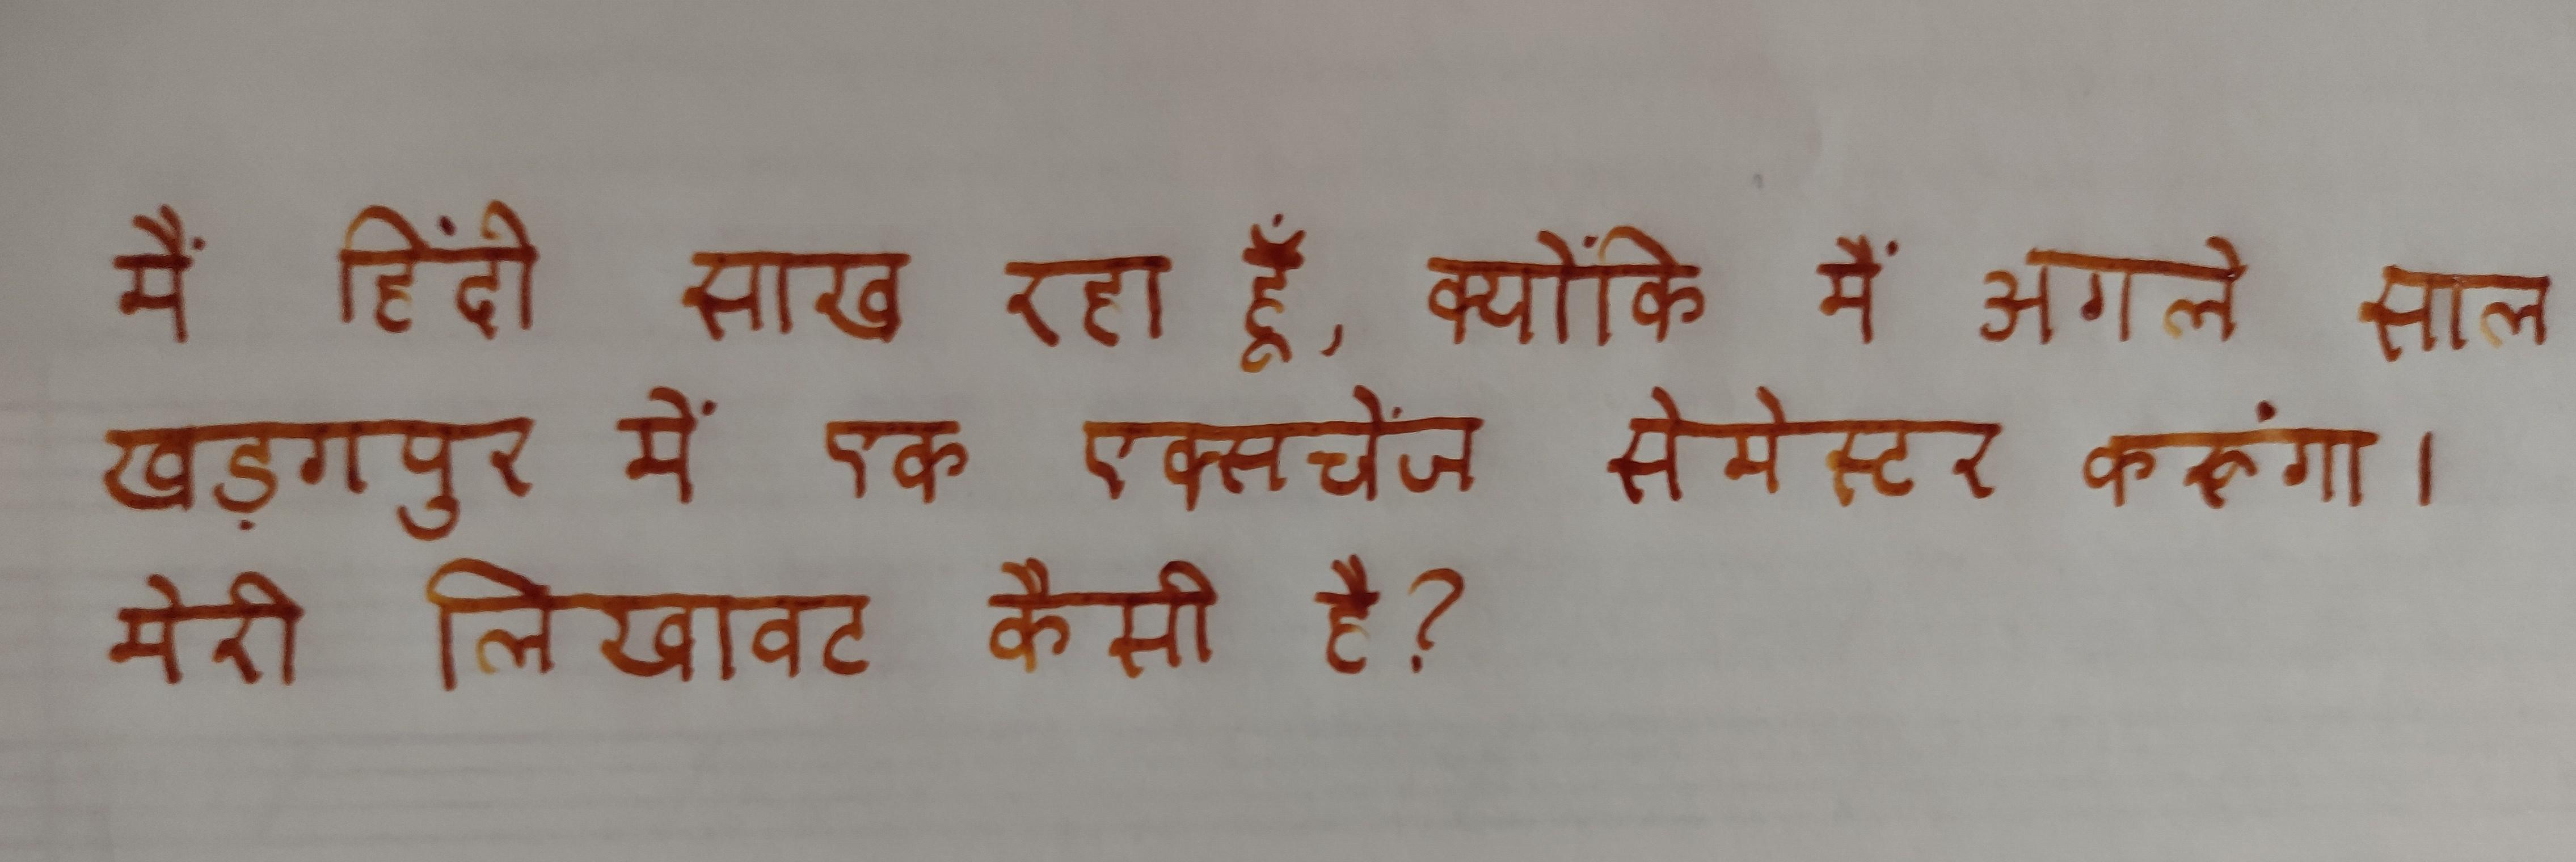 मैं हिंदी साख रहा हूँ, क्योंकि मैं अगले साल
खड़गपुर में एक एक्सचेंज सेमेस्टर करूंगा।
मेरी लिखावट कैसी है?